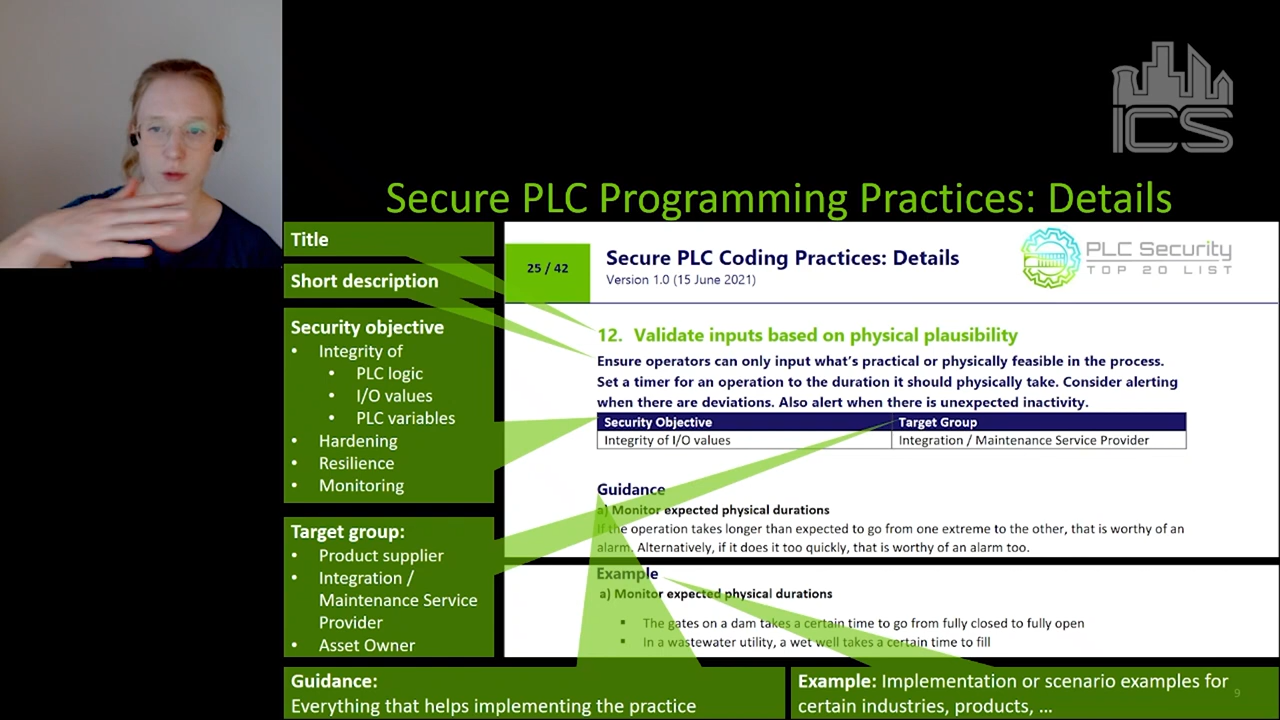 ICS
Secure PLC Programming Practices: Details
Title
Short description
Security objective
• Integrity of
• PLC logic
• I/O values
• PLC variables
• Hardening
• Resilience
• Monitoring
Target group:
• Product supplier
• Integration /
Maintenance Service
Provider
• Asset Owner
25 / 42
Secure PLC Coding Practices: Details
Version 1.0 (15 June 2021)
PLC Security
TOP 20 LIST
12. Validate inputs based on physical plausibility
Ensure operators can only input what's practical or physically feasible in the process.
Set a timer for an operation to the duration it should physically take. Consider alerting
when there are deviations. Also alert when there is unexpected inactivity.
Security Objective Target Group
Integrity of I/O values Integration / Maintenance Service Provider
Guidance
a) Monitor expected physical durations
If the operation takes longer than expected to go from one extreme to the other, that is worthy of an
alarm. Alternatively, if it does it too quickly, that is worthy of an alarm too.
Example
a) Monitor expected physical durations
▪ The gates on a dam takes a certain time to go from fully closed to fully open
▪ In a wastewater utility, a wet well takes a certain time to fill
Guidance:
Everything that helps implementing the practice
Example: Implementation or scenario examples for
certain industries, products, ...
9